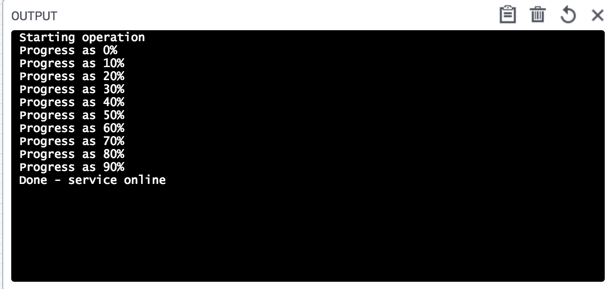 OUTPUT
Starting operation
Progress as 0%
Progress as 10%
Progress as 20%
Progress as 30%
Progress as 40%
Progress as 50%
Progress as 60%
Progress as 70%
Progress as 80%
Progress as 90%
Done - service online